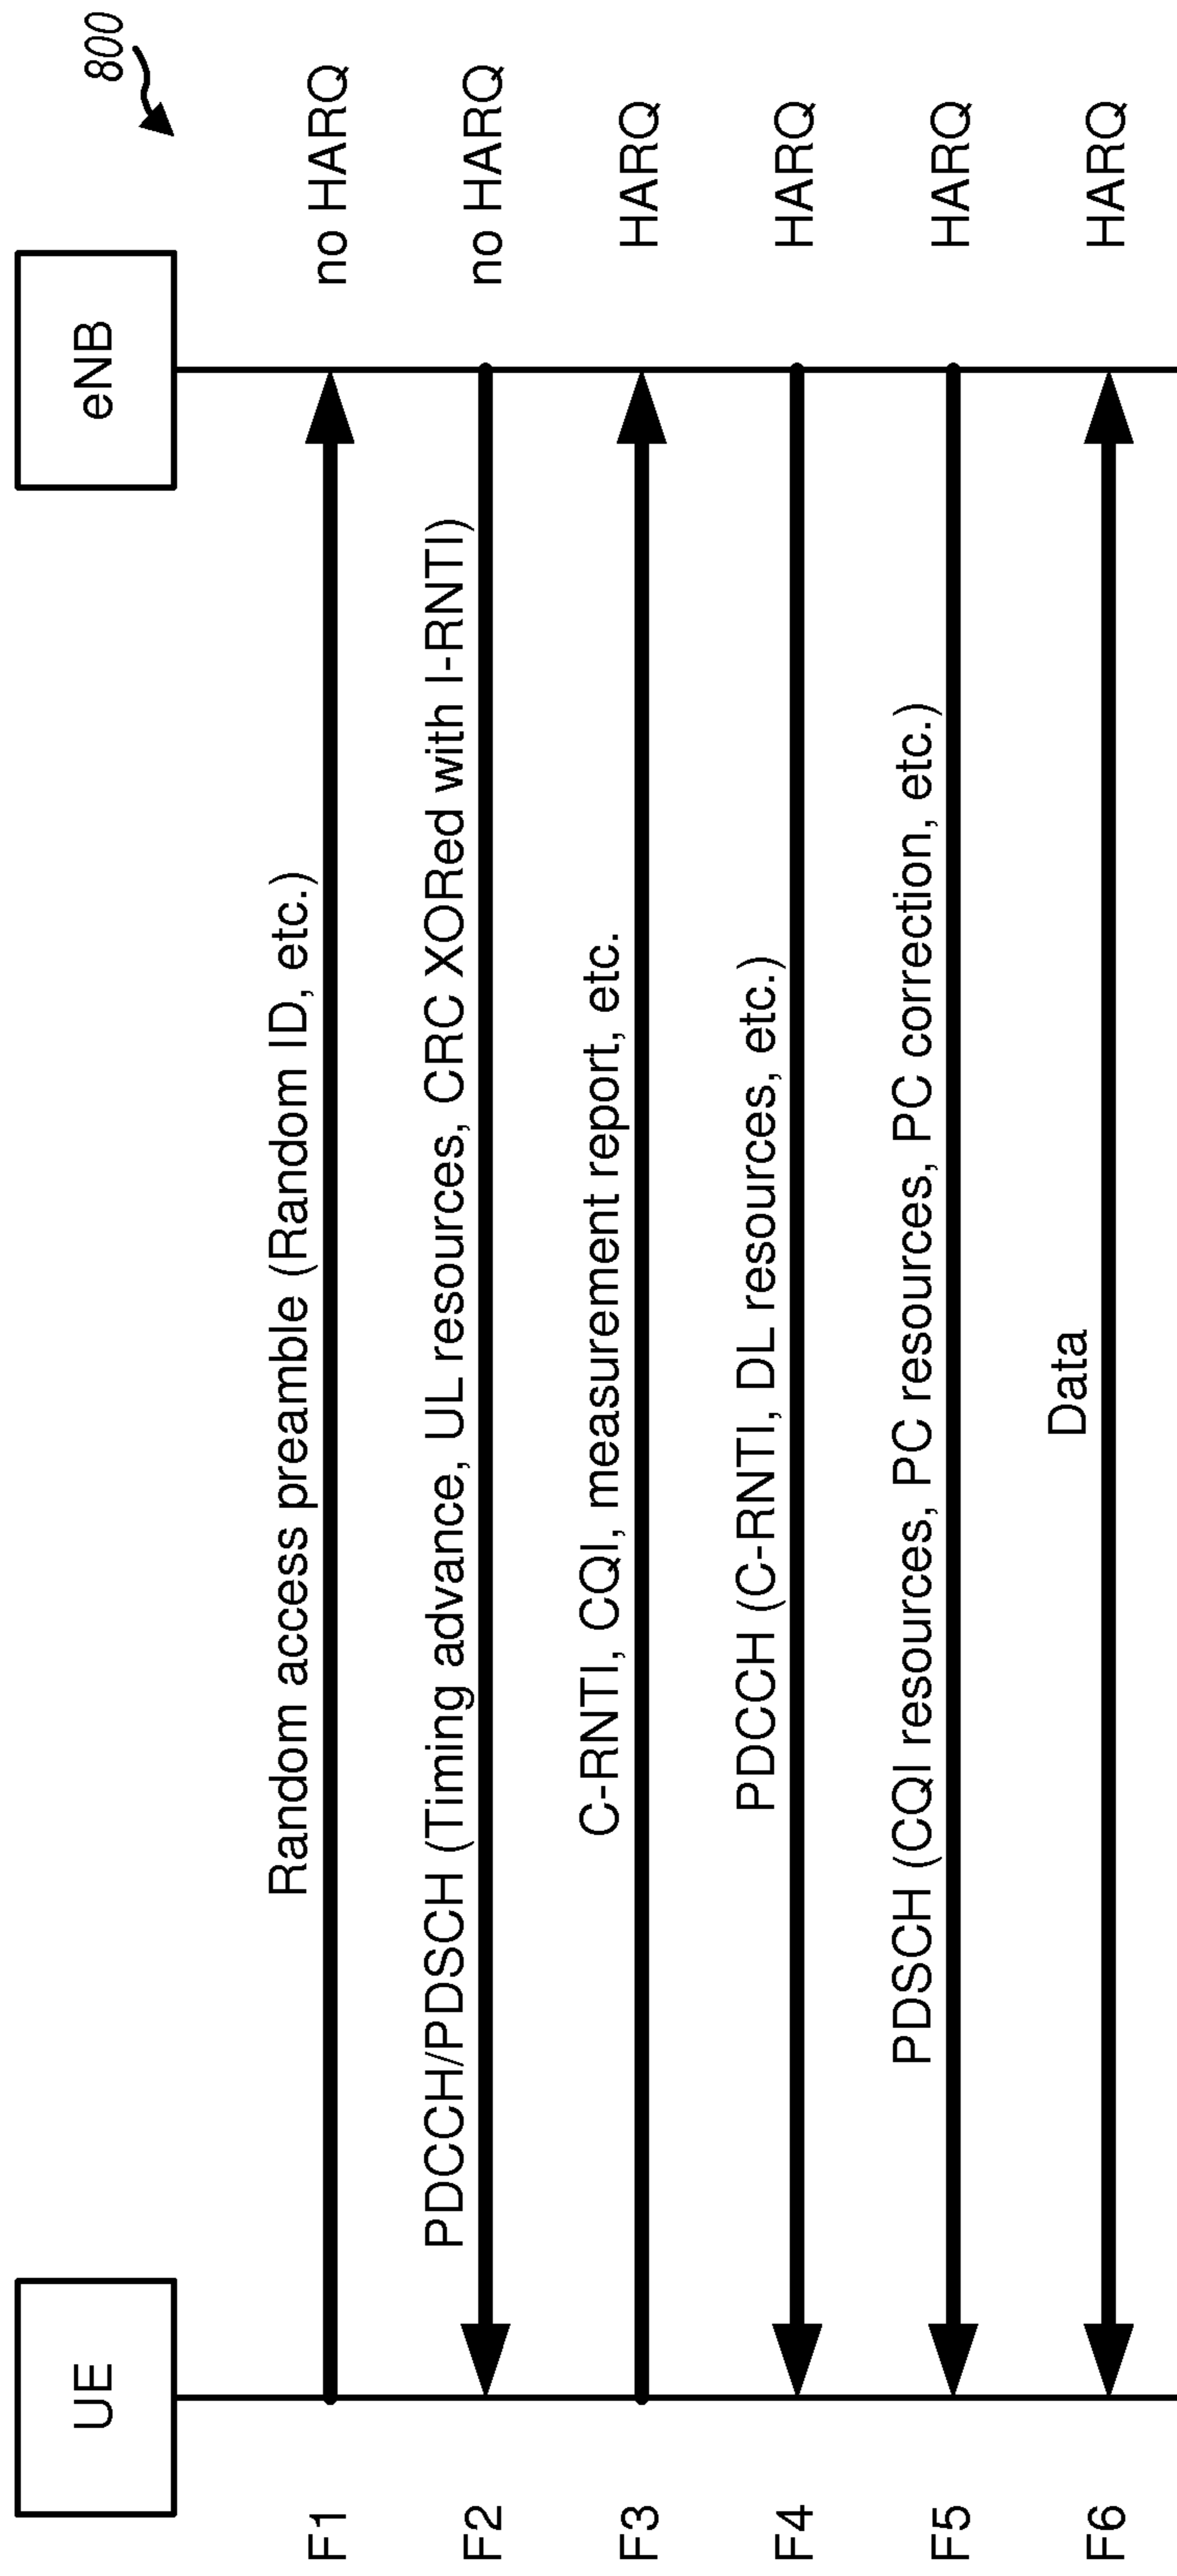 800
UE
eNB
F1
Random access preamble (Random ID, etc.)
no HARQ
F2
PDCCH/PDSCH (Timing advance, UL resources, CRC XORed with I-RNTI)
no HARQ
F3
C-RNTI, CQI, measurement report, etc.
HARQ
F4
PDCCH (C-RNTI, DL resources, etc.)
HARQ
F5
PDSCH (CQI resources, PC resources, PC correction, etc.)
HARQ
F6
Data
HARQ